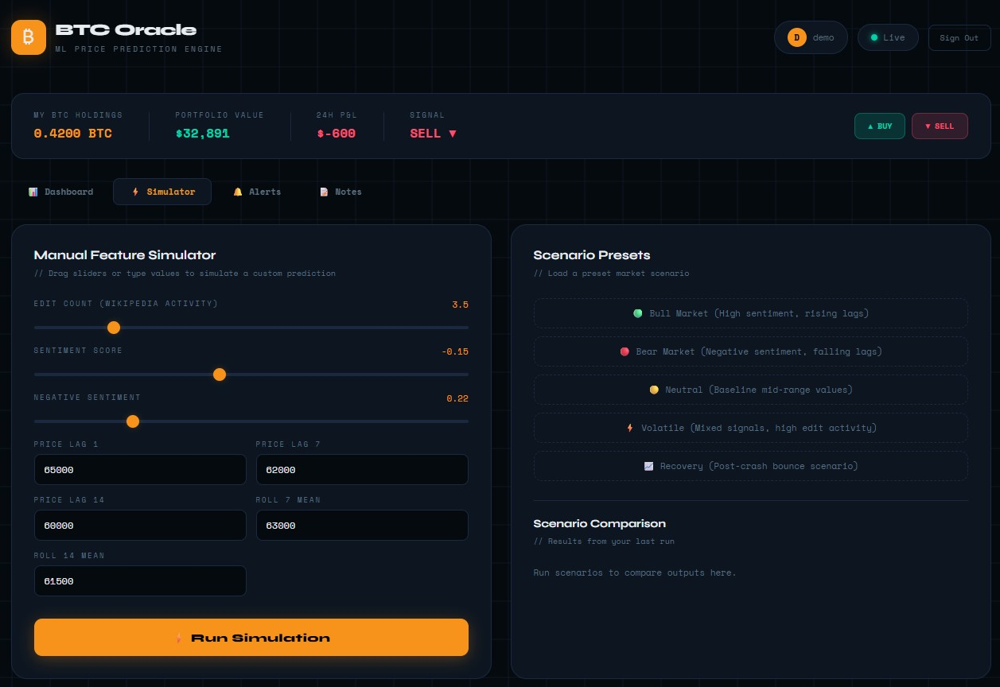 BTC Oracle
ML PRICE PREDICTION ENGINE
D demo
Live
Sign Out
MY BTC HOLDINGS
0.4200 BTC
PORTFOLIO VALUE
$32,891
24H P&L
$-600
SIGNAL
SELL ▼
▲ BUY
▼ SELL
Dashboard
Simulator
Alerts
Notes
Manual Feature Simulator
// Drag sliders or type values to simulate a custom prediction
EDIT COUNT (WIKIPEDIA ACTIVITY) 3.5
SENTIMENT SCORE -0.15
NEGATIVE SENTIMENT 0.22
PRICE LAG 1 PRICE LAG 7
65000 62000
PRICE LAG 14 ROLL 7 MEAN
60000 63000
ROLL 14 MEAN
61500
Run Simulation
Scenario Presets
// Load a preset market scenario
Bull Market (High sentiment, rising lags)
Bear Market (Negative sentiment, falling lags)
Neutral (Baseline mid-range values)
Volatile (Mixed signals, high edit activity)
Recovery (Post-crash bounce scenario)
Scenario Comparison
// Results from your last run
Run scenarios to compare outputs here.